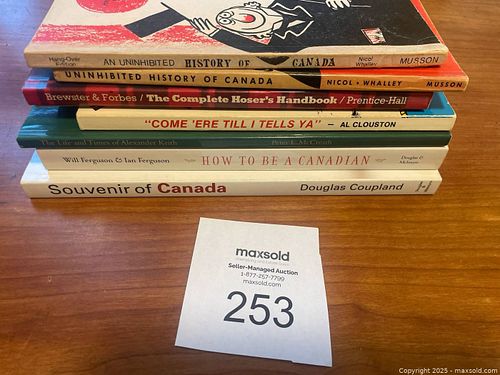 Hang-Over Edition AN UNINHIBITED HISTORY OF CANADA Nicol Whalley MUSSON
UNINHIBITED HISTORY OF CANADA NICOL • WHALLEY MUSSON
Brewster & Forbes / The Complete Hoser's Handbook / Prentice-Hall
"COME 'ERE TILL I TELLS YA" – AL CLOUSTON
The Life and Times of Alexander Keith Peter L. McCreath
Will Ferguson & Ian Ferguson HOW TO BE A CANADIAN Douglas & McIntyre
Souvenir of Canada Douglas Coupland
maxsold
Seller-Managed Auction
1-877-257-7799
maxsold.com
253
Copyright 2025 - maxsold.com